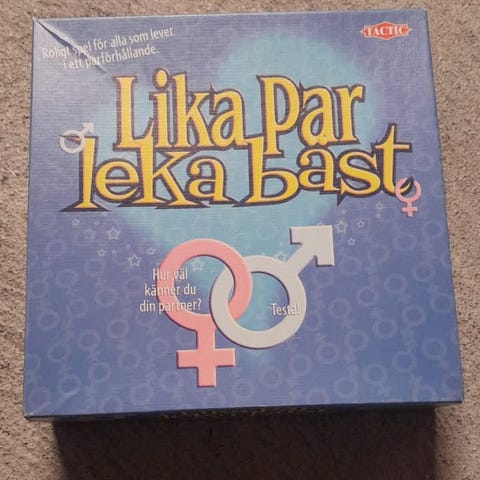 Roligt spel för alla som lever
i ett parförhållande.
TACTIC
Lika par
leka bäst
Hur väl
känner du
din partner?
Testa!